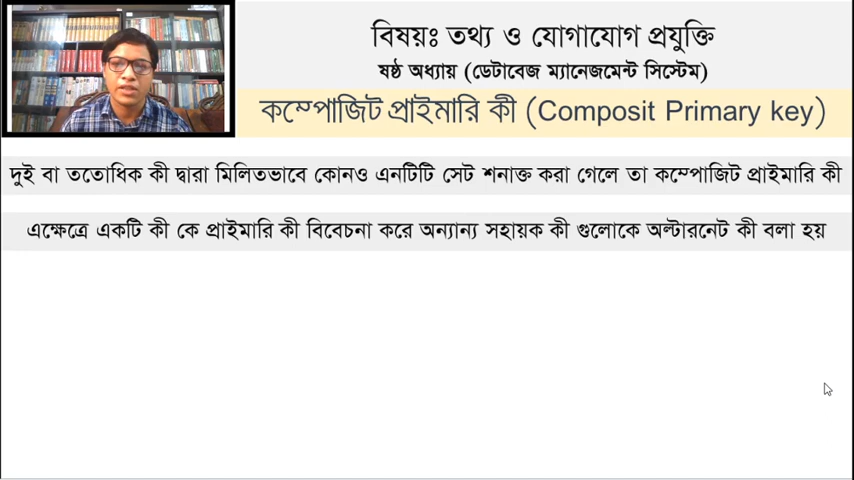 বিষয়ঃ তথ্য ও যোগাযোগ প্রযুক্তি
ষষ্ঠ অধ্যায় (ডেটাবেজ ম্যানেজমেন্ট সিস্টেম)
কম্পোজিট প্রাইমারি কী (Composit Primary key)
দুই বা ততোধিক কী দ্বারা মিলিতভাবে কোনও এনটিটি সেট শনাক্ত করা গেলে তা কম্পোজিট প্রাইমারি কী
এক্ষেত্রে একটি কী কে প্রাইমারি কী বিবেচনা করে অন্যান্য সহায়ক কী গুলোকে অল্টারনেট কী বলা হয়